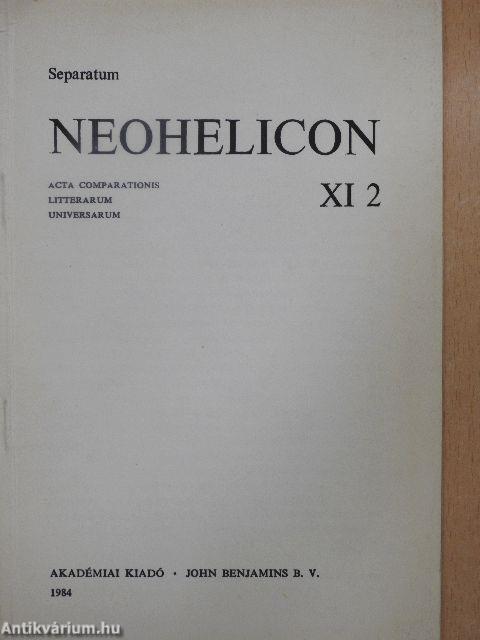 Separatum
NEOHELICON
ACTA COMPARATIONIS
LITTERARUM
UNIVERSARUM
XI 2
AKADÉMIAI KIADÓ · JOHN BENJAMINS B. V.
1984
Antikvárium.hu